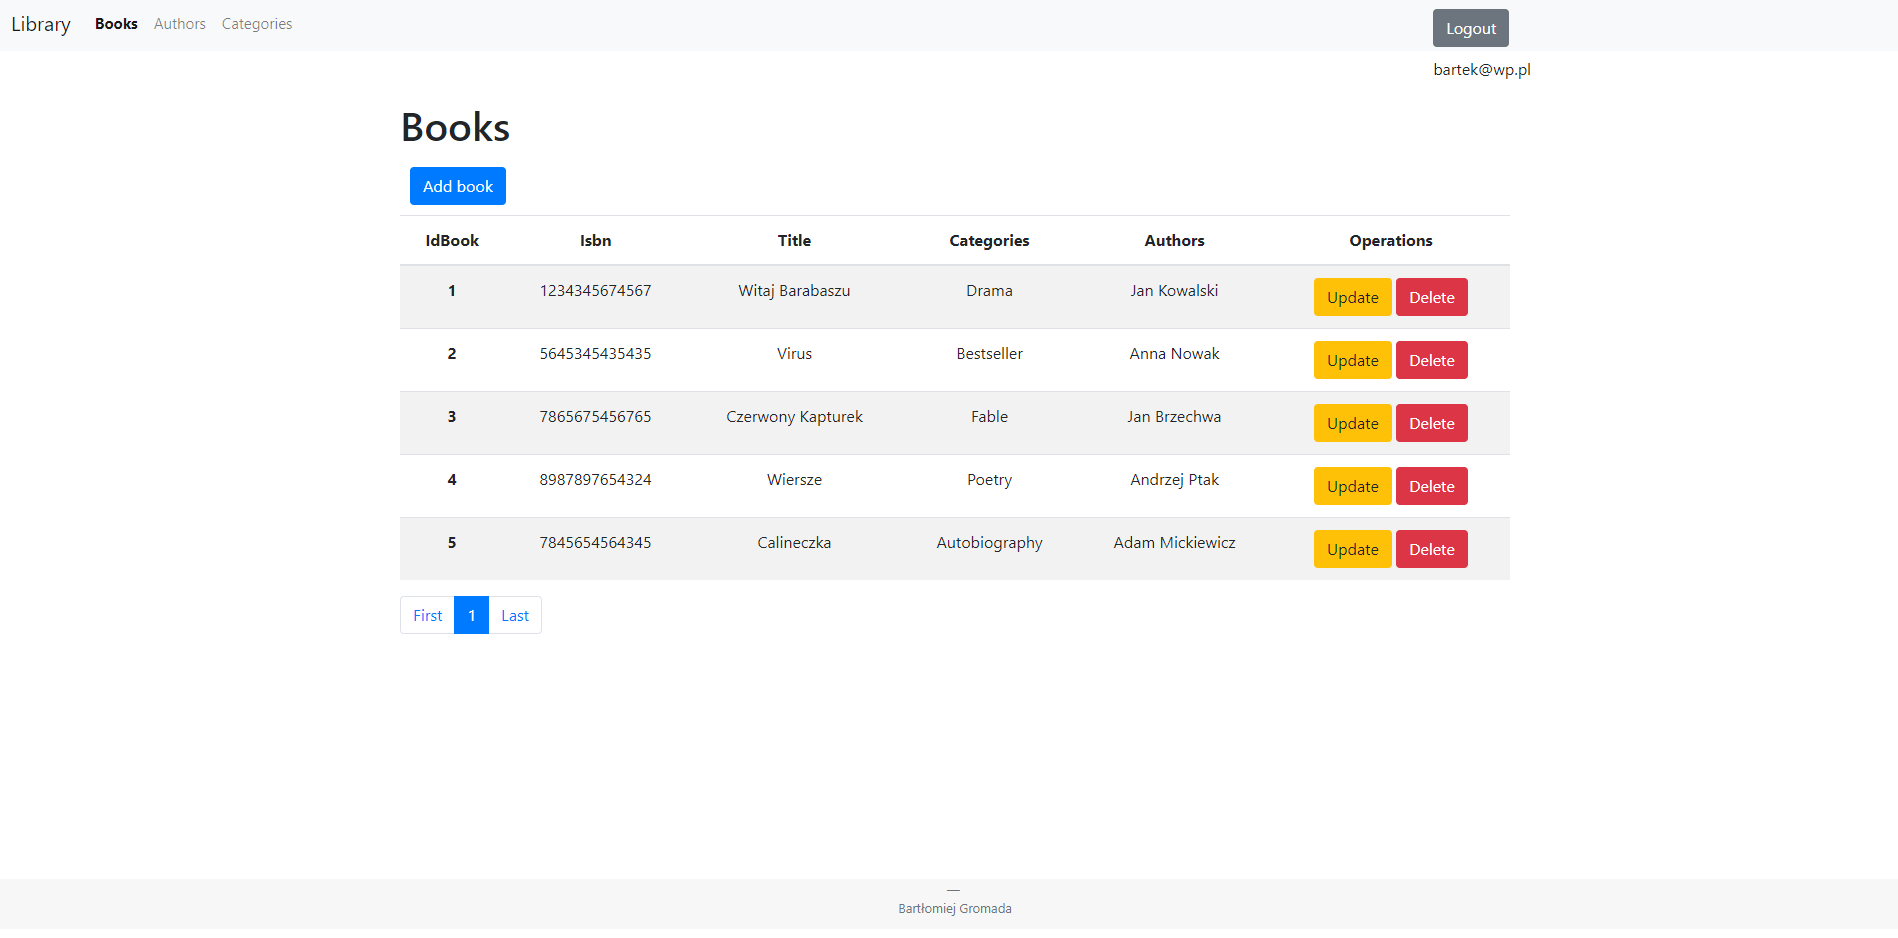 Library Books Authors Categories Logout
bartek@wp.pl
Books
Add book
IdBook Isbn Title Categories Authors Operations
1 1234345674567 Witaj Barabaszu Drama Jan Kowalski Update Delete
2 5645345435435 Virus Bestseller Anna Nowak Update Delete
3 7865675456765 Czerwony Kapturek Fable Jan Brzechwa Update Delete
4 8987897654324 Wiersze Poetry Andrzej Ptak Update Delete
5 7845654564345 Calineczka Autobiography Adam Mickiewicz Update Delete
First 1 Last
—
Bartłomiej Gromada